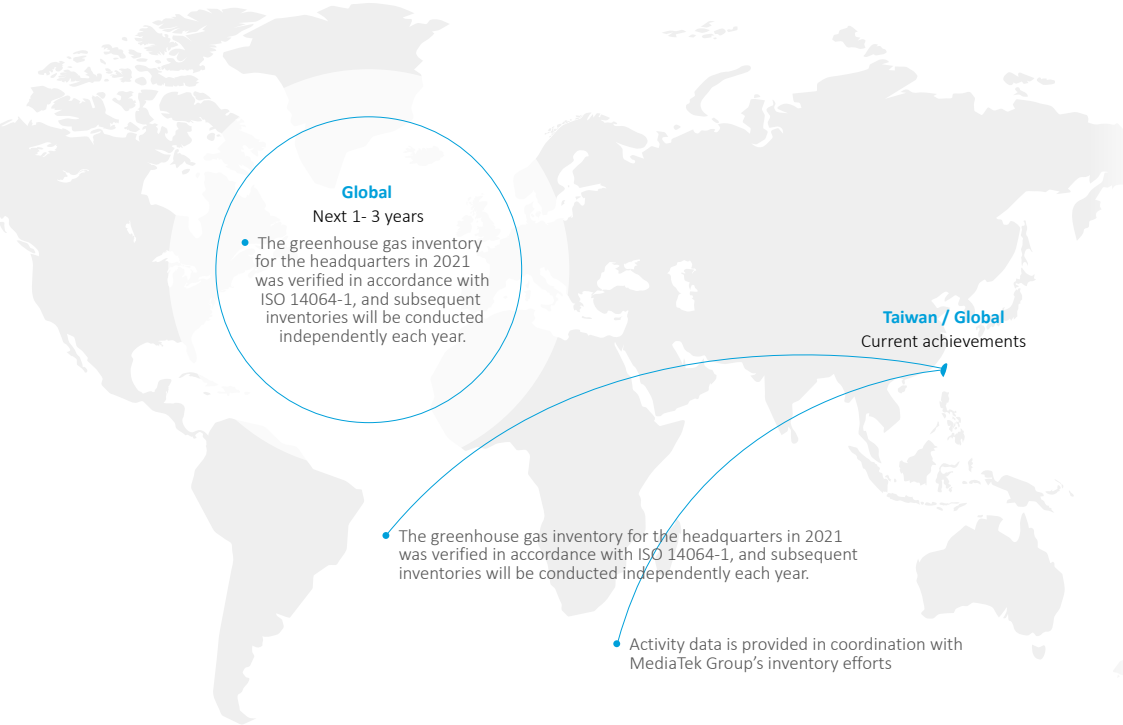 Global
Next 1- 3 years
The greenhouse gas inventory
for the headquarters in 2021
was verified in accordance with
ISO 14064-1, and subsequent
inventories will be conducted
independently each year.
Taiwan / Global
Current achievements
The greenhouse gas inventory for the headquarters in 2021
was verified in accordance with ISO 14064-1, and subsequent
inventories will be conducted independently each year.
Activity data is provided in coordination with
MediaTek Group’s inventory efforts